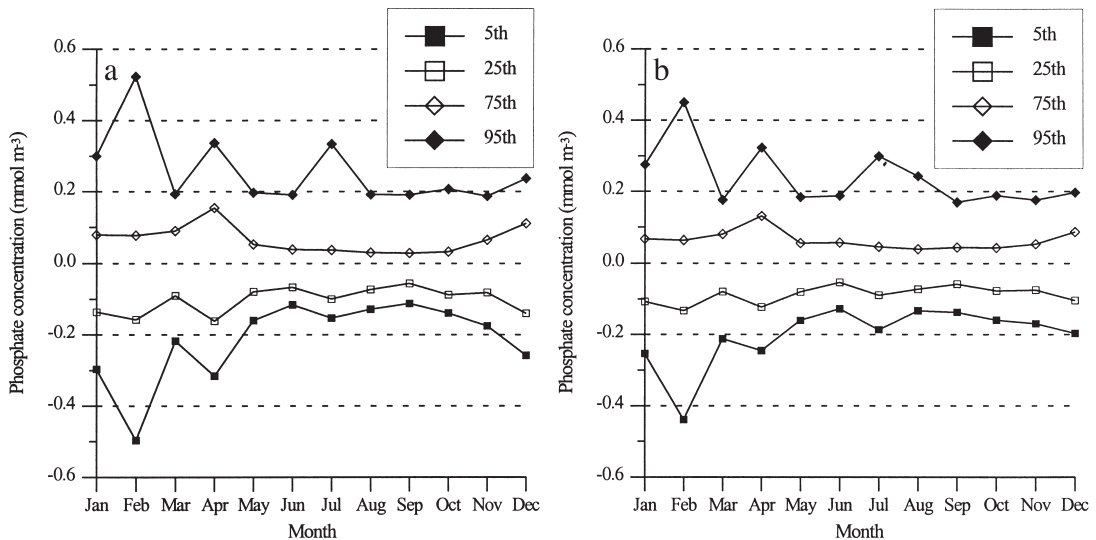 a
5th
25th
75th
95th
0.6
0.4
0.2
0.0
-0.2
-0.4
-0.6
Phosphate concentration (mmol m-³)
Jan Feb Mar Apr May Jun Jul Aug Sep Oct Nov Dec
Month
b
5th
25th
75th
95th
0.6
0.4
0.2
0.0
-0.2
-0.4
-0.6
Phosphate concentration (mmol m-³)
Jan Feb Mar Apr May Jun Jul Aug Sep Oct Nov Dec
Month